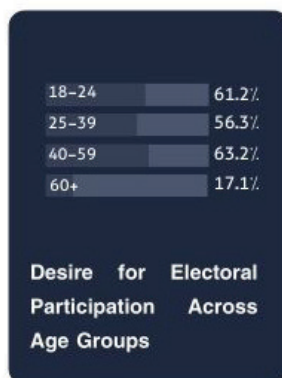 18-24 61.2%
25-39 56.3%
40-59 63.2%
60+ 17.1%
Desire for Electoral
Participation Across
Age Groups